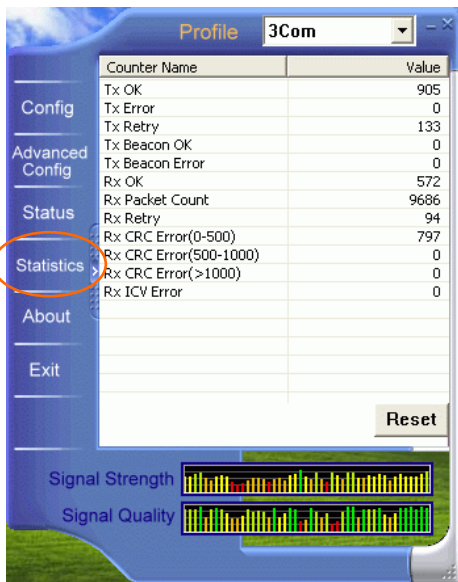 Profile 3Com
Counter Name Value
Tx OK 905
Tx Error 0
Tx Retry 133
Tx Beacon OK 0
Tx Beacon Error 0
Rx OK 572
Rx Packet Count 9686
Rx Retry 94
Rx CRC Error(0-500) 797
Rx CRC Error(500-1000) 0
Rx CRC Error(>1000) 0
Rx ICV Error 0
Config
Advanced
Config
Status
Statistics
About
Exit
Reset
Signal Strength
Signal Quality